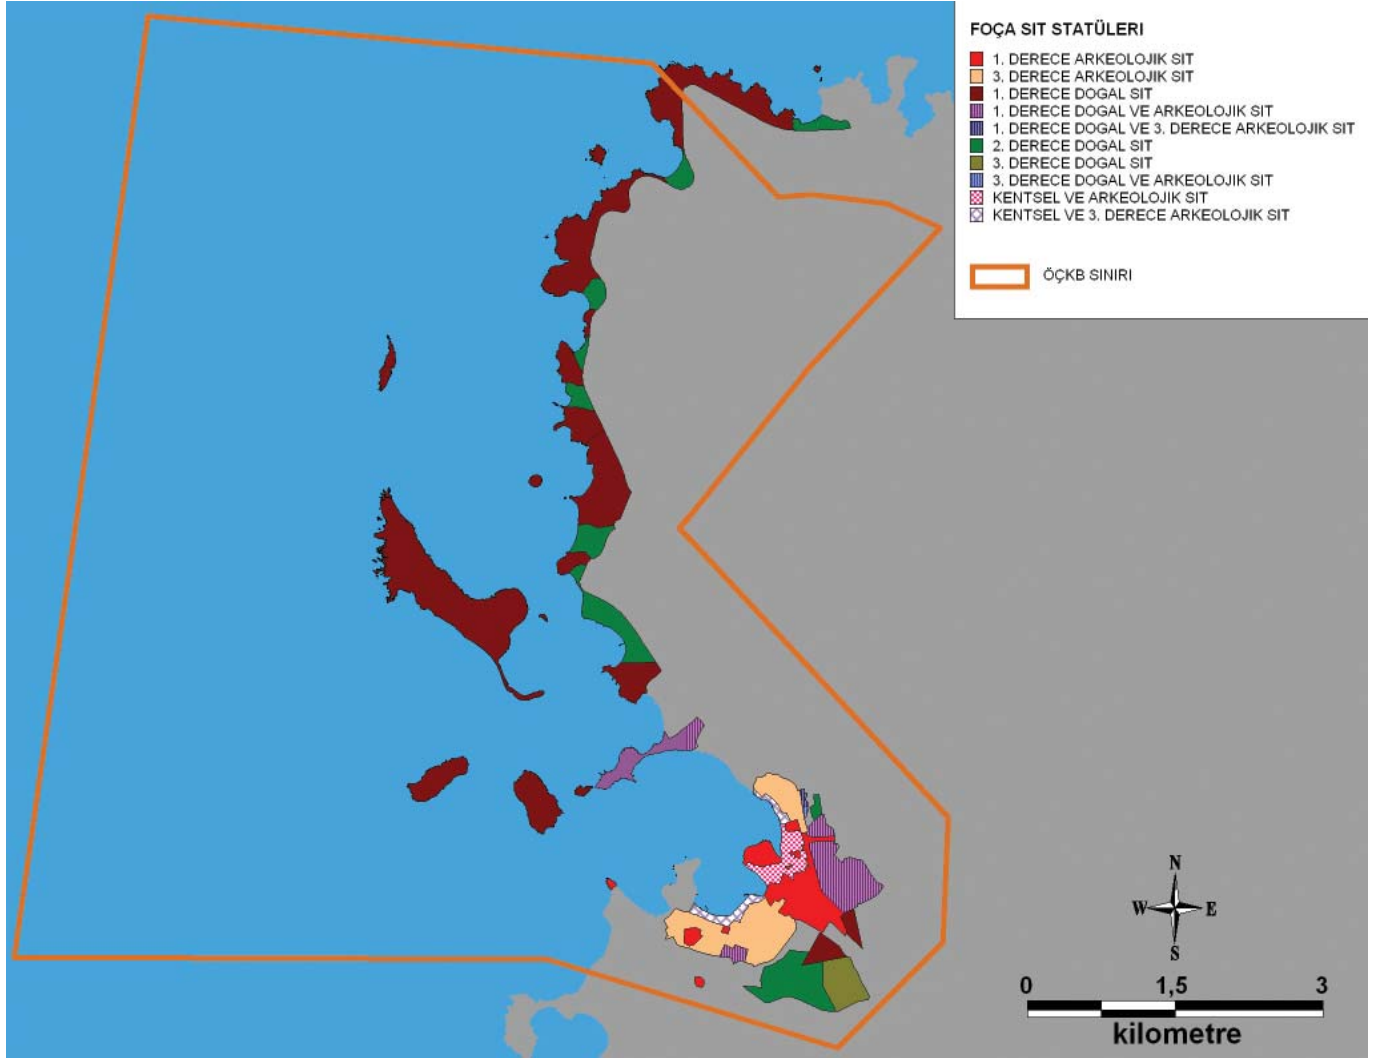 FOÇA SIT STATÜLERI
1. DERECE ARKEOLOJIK SIT
3. DERECE ARKEOLOJIK SIT
1. DERECE DOGAL SIT
1. DERECE DOGAL VE ARKEOLOJIK SIT
1. DERECE DOGAL VE 3. DERECE ARKEOLOJIK SIT
2. DERECE DOGAL SIT
3. DERECE DOGAL SIT
3. DERECE DOGAL VE ARKEOLOJIK SIT
KENTSEL VE ARKEOLOJIK SIT
KENTSEL VE 3. DERECE ARKEOLOJIK SIT
ÖÇKB SINIRI
N
W E
S
0 1,5 3
kilometre